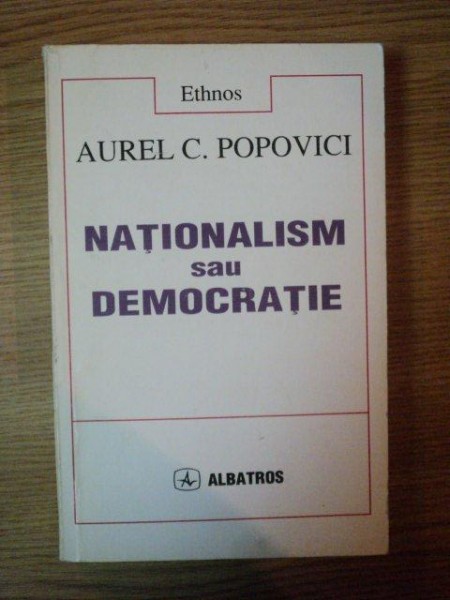 Ethnos
AUREL C. POPOVICI
NAȚIONALISM
sau
DEMOCRAȚIE
ALBATROS